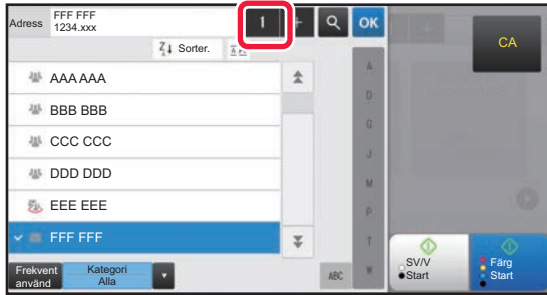 Adress
FFF FFF
1234.xxx
1
+
OK
CA
Z↓ Sorter.
AAA AAA
BBB BBB
CCC CCC
DDD DDD
EEE EEE
FFF FFF
A
D
G
J
M
P
T
W
ABC
Frekvent
använd
Kategori
Alla
SV/V
Start
Färg
Start